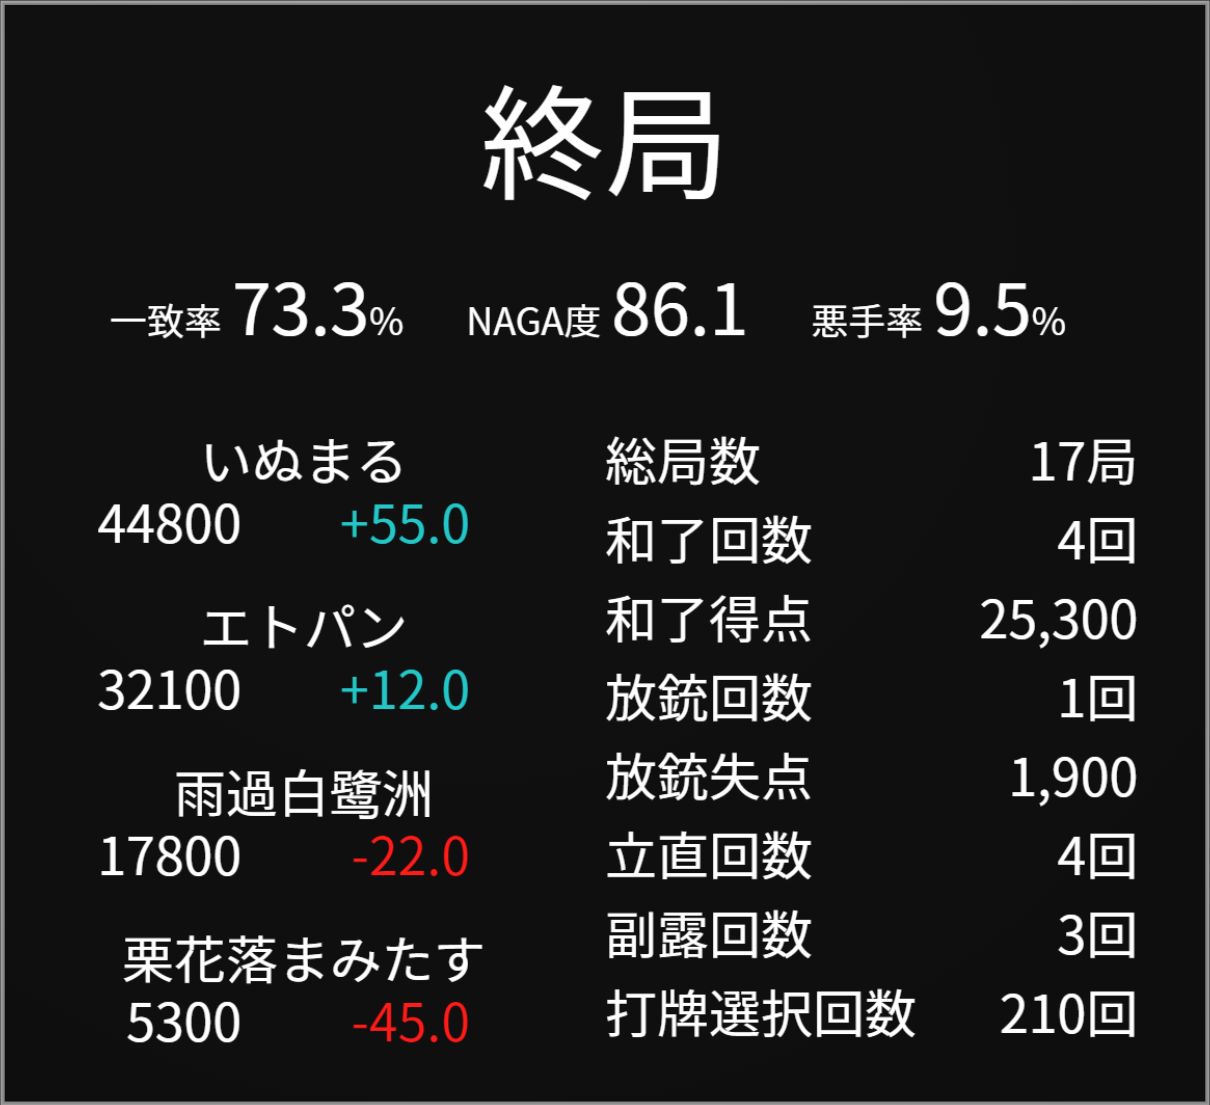 終局
一致率 73.3% NAGA度 86.1 悪手率 9.5%
いぬまる
44800 +55.0
エトパン
32100 +12.0
雨過白鹭洲
17800 -22.0
栗花落まみたす
5300 -45.0
総局数 17局
和了回数 4回
和了得点 25,300
放銃回数 1回
放銃失点 1,900
立直回数 4回
副露回数 3回
打牌選択回数 210回